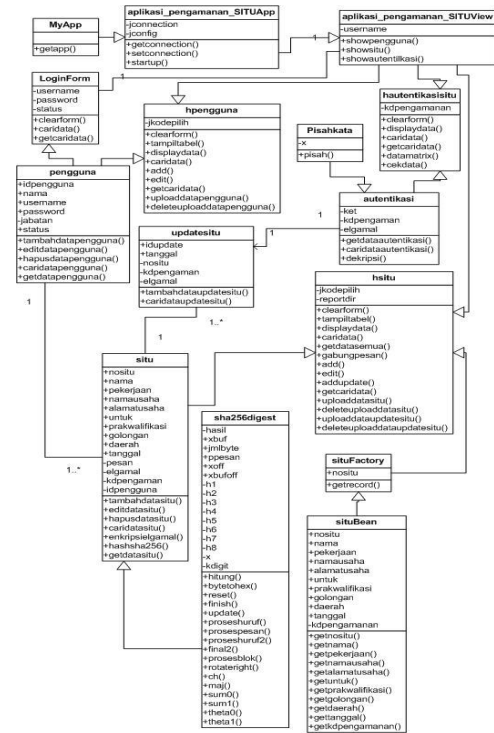 MyApp
+getapp()
aplikasi_pengamanan_SITUApp
-jconnection
-jconfig
+getconnection()
+setconnection()
+startup()
aplikasi_pengamanan_SITUView
-username
+showpengguna()
+showsitu()
+showautentilkasi()
1
1
LoginForm
-username
-password
-status
+clearform()
+caridata()
+getcaridata()
hpengguna
-jkodepilih
+clearform()
+tampiltabel()
+displaydata()
+caridata()
+add()
+edit()
+getcaridata()
+uploaddatapengguna()
+deleteuploaddatapengguna()
hautentikasisitu
-kdpengamanan
+clearform()
+displaydata()
+caridata()
+getcaridata()
+datamatrix()
+cekdata()
Pisahkata
-x
+pisah()
pengguna
+idpengguna
+nama
+username
+password
-jabatan
+status
+tambahdatapengguna()
+editdatapengguna()
+hapusdatapengguna()
+caridatapengguna()
+getdatapengguna()
autentikasi
-ket
-kdpengaman
-elgamal
+getdataautentikasi()
+caridataautentikasi()
+dekripsi()
1
1
updatesitu
+idupdate
+tanggal
-nositu
-kdpengaman
-elgamal
+tambahdataupdatesitu()
+caridataupdatesitu()
hsitu
-jkodepilih
-reportdir
+clearform()
+tampiltabel()
+displaydata()
+caridata()
+getdatasemua()
+gabungpesan()
+add()
+edit()
+addupdate()
+getcaridata()
+uploaddatasitu()
+deleteuploaddatasitu()
+uploaddataupdatesitu()
+deleteuploaddataupdatesitu()
1
1..*
1
situ
+nositu
+nama
+pekerjaan
+namausaha
+alamatusaha
+untuk
+prakwalifikasi
+golongan
+daerah
+tanggal
-pesan
-elgamal
-kdpengaman
-idpengguna
+tambahdatasitu()
+editdatasitu()
+hapusdatasitu()
+caridatasitu()
+enkripsielgamal()
+hashsha256()
+getdatasitu()
1..*
sha256digest
-hasil
+xbuf
+jmlbyte
+ppesan
+xoff
+xbufoff
-h1
-h2
-h3
-h4
-h5
-h6
-h7
-h8
-x
-kdigit
+hitung()
+bytetohex()
+reset()
+finish()
+update()
+proseshuruf()
+prosespesan()
+proseshuruf2()
+final2()
+prosesblok()
+rotateright()
+ch()
+maj()
+sum0()
+sum1()
+theta0()
+theta1()
situFactory
+nositu
+getrecord()
situBean
+nositu
+nama
+pekerjaan
+namausaha
+alamatusaha
+untuk
+prakwalifikasi
+golongan
+daerah
+tanggal
-kdpengamanan
+getnositu()
+getnama()
+getpekerjaan()
+getnamausaha()
+getalamatusaha()
+getuntuk()
+getprakwalifikasi()
+getgolongan()
+getdaerah()
+gettanggal()
+getkdpengamanan()